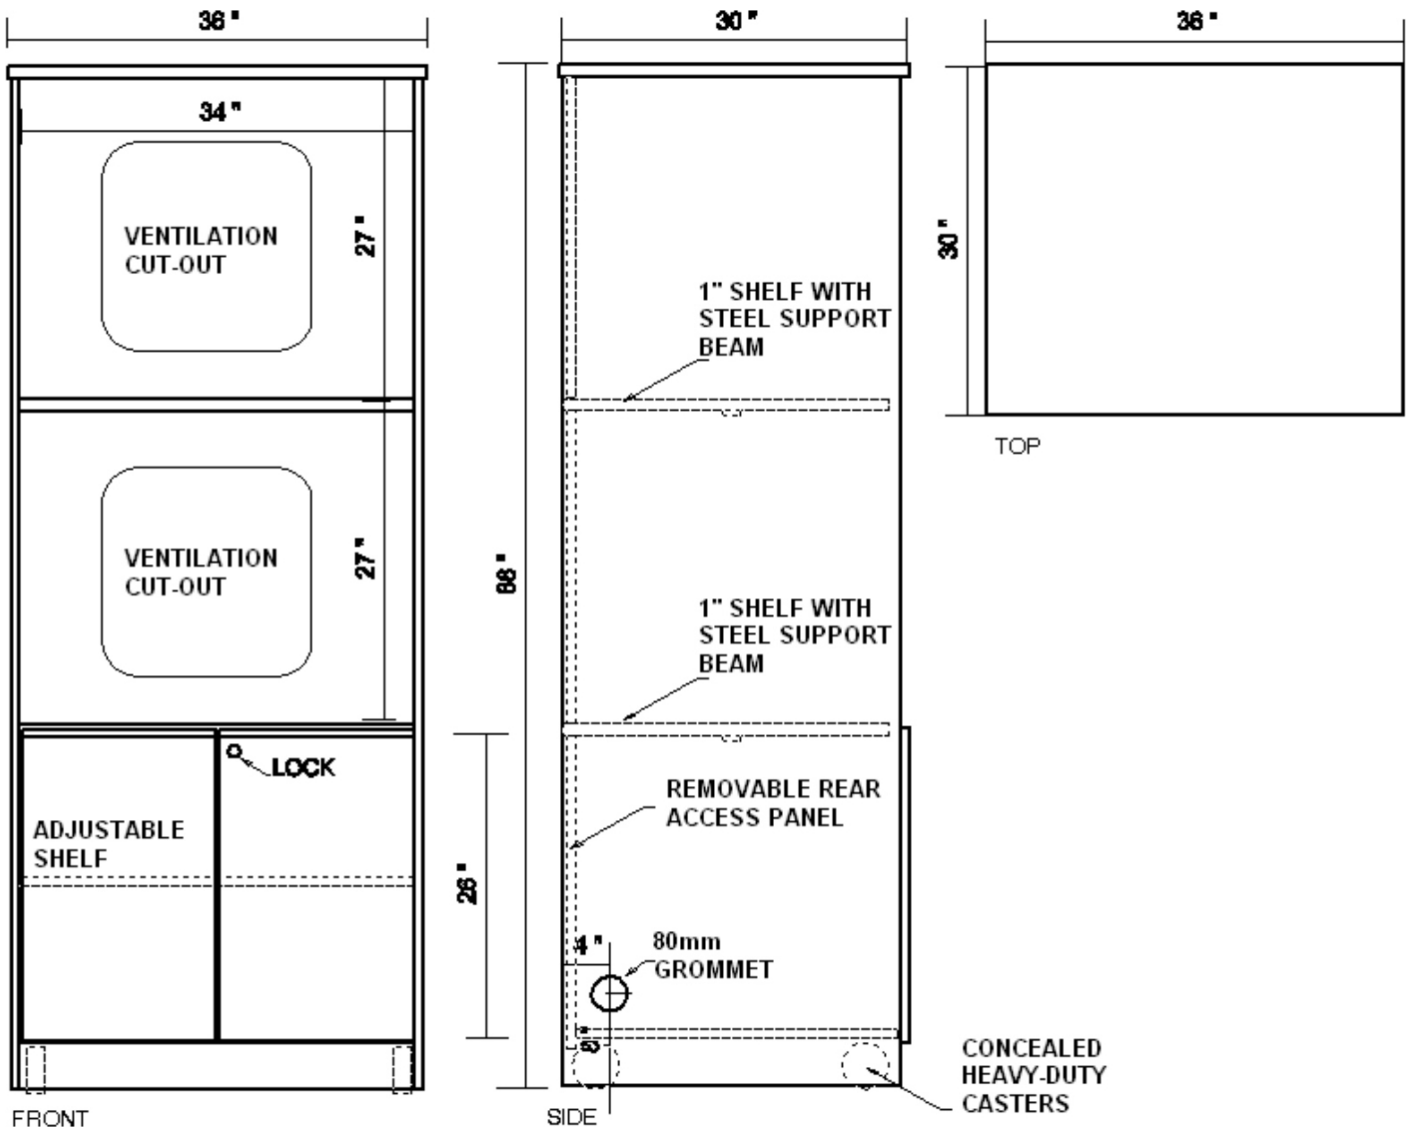 36 "
30 "
36 "
34 "
VENTILATION
CUT-OUT
27 "
1" SHELF WITH
STEEL SUPPORT
BEAM
30 "
TOP
VENTILATION
CUT-OUT
27 "
88 "
1" SHELF WITH
STEEL SUPPORT
BEAM
LOCK
ADJUSTABLE
SHELF
26 "
REMOVABLE REAR
ACCESS PANEL
4 "
80mm
GROMMET
8 "
CONCEALED
HEAVY-DUTY
CASTERS
FRONT
SIDE